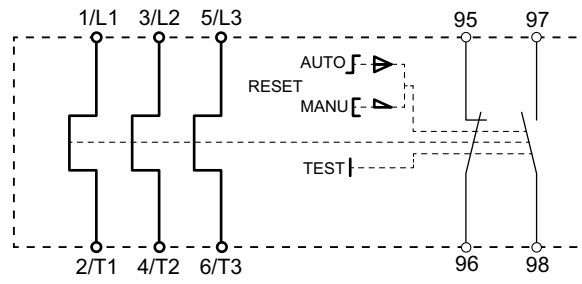 1/L1 3/L2 5/L3 95 97
AUTO
RESET
MANU
TEST
2/T1 4/T2 6/T3 96 98